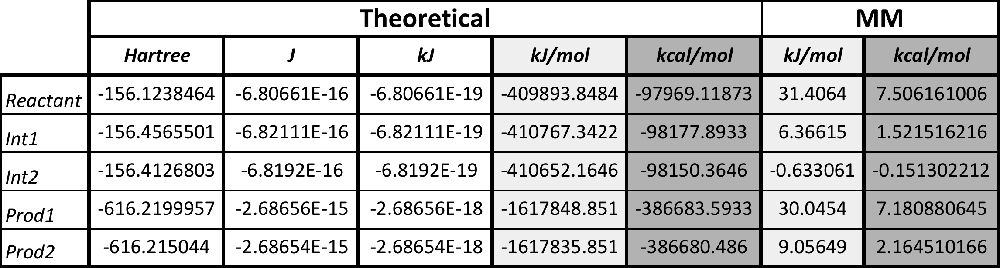 Theoretical MM
Hartree J kJ kJ/mol kcal/mol kJ/mol kcal/mol
Reactant -156.1238464 -6.80661E-16 -6.80661E-19 -409893.8484 -97969.11873 31.4064 7.506161006
Int1 -156.4565501 -6.82111E-16 -6.82111E-19 -410767.3422 -98177.8933 6.36615 1.521516216
Int2 -156.4126803 -6.8192E-16 -6.8192E-19 -410652.1646 -98150.3646 -0.633061 -0.151302212
Prod1 -616.2199957 -2.68656E-15 -2.68656E-18 -1617848.851 -386683.5933 30.0454 7.180880645
Prod2 -616.215044 -2.68654E-15 -2.68654E-18 -1617835.851 -386680.486 9.05649 2.164510166